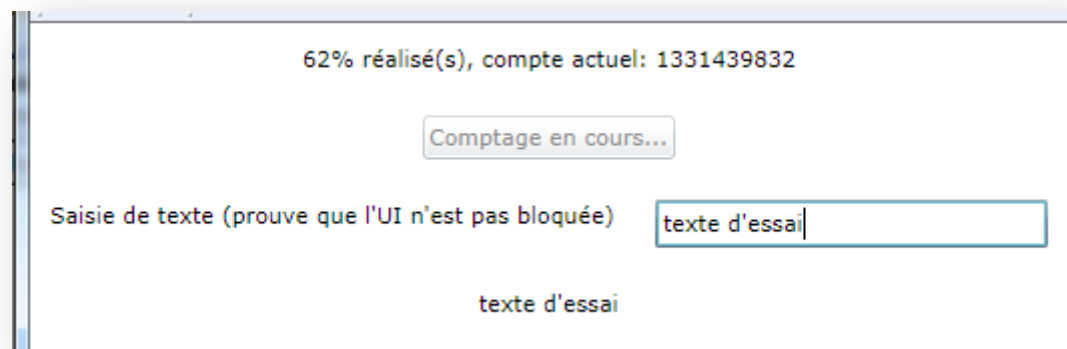 62% réalisé(s), compte actuel: 1331439832
Comptage en cours...
Saisie de texte (prouve que l'UI n'est pas bloquée) texte d'essai
texte d'essai